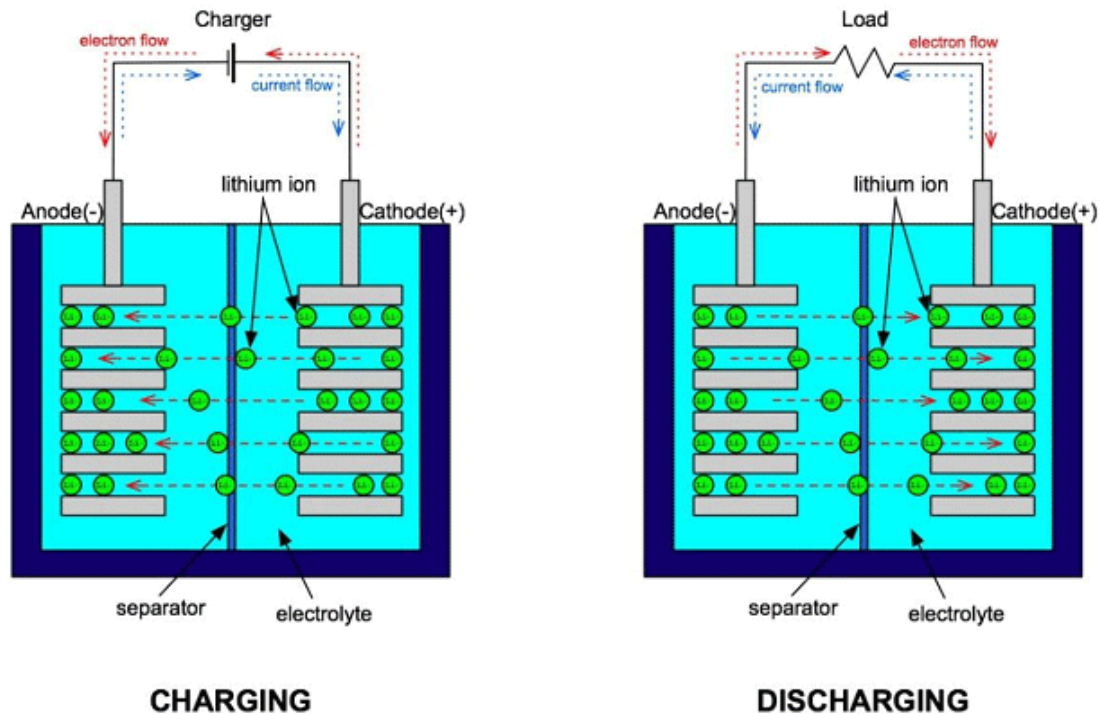 Charger
electron flow
current flow
lithium ion
Anode(-)
Cathode(+)
separator
electrolyte
CHARGING
Load
electron flow
current flow
lithium ion
Anode(-)
Cathode(+)
separator
electrolyte
DISCHARGING